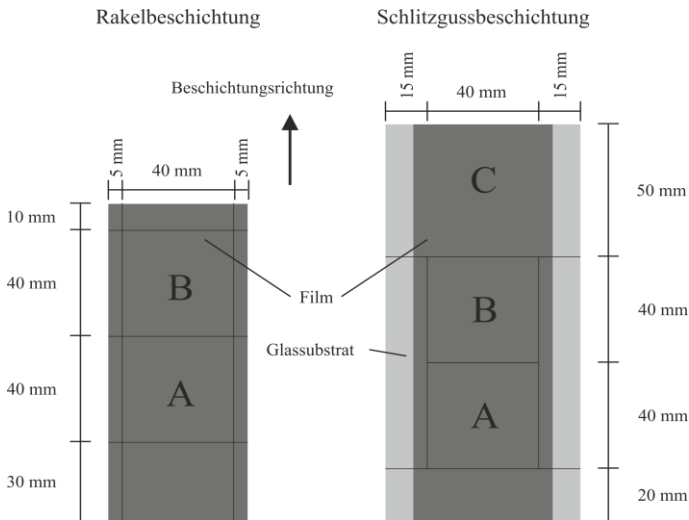 Rakelbeschichtung
Schlitzgussbeschichtung
Beschichtungsrichtung
15 mm
40 mm
15 mm
5 mm
40 mm
5 mm
10 mm
40 mm
40 mm
30 mm
B
A
Film
Glassubstrat
C
B
A
50 mm
40 mm
40 mm
20 mm